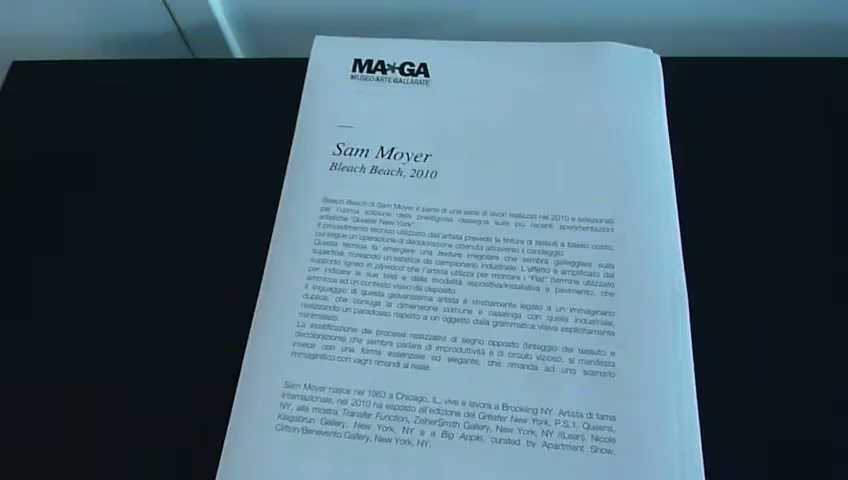 MA*GA
MUSEO ARTE GALLARATE
Sam Moyer
Bleach Beach, 2010
Bleach Beach di Sam Moyer è parte di una serie di lavori realizzati nel 2010 e selezionati
per l'ultima edizione della prestigiosa rassegna sulle più recenti sperimentazioni
artistiche "Greater New York".
Il procedimento tecnico utilizzato dall'artista prevede la tintura di tessuti a basso costo,
cui segue un operazione di decolorazione ottenuta attraverso il candeggio.
Questa tecnica fa emergere una texture irregolare che sembra galleggiare sulla
superficie, ricreando un'estetica da campionario industriale. L'effetto è amplificato dal
supporto ligneo in plywood che l'artista utilizza per montare i "Flat" (termine utilizzato
per indicare le sue tele) e dalla modalità espositiva/installativa a pavimento, che
ammicca ad un contesto visivo da deposito.
Il linguaggio di questa giovanissima artista è strettamente legato a un immaginario
duplice, che coniuga la dimensione comune e casalinga con quella industriale,
realizzando un paradosso rispetto a un oggetto dalla grammatica visiva esplicitamente
minimalista.
La stratificazione dei processi realizzativi di segno opposto (tintaggio del tessuto e
decolorazione) che sembra parlare di improduttività e di circolo vizioso, si manifesta
invece con una forma essenziale ed elegante, che rimanda ad uno scenario
immaginifico con vaghi rimandi al reale.
Sam Moyer nasce nel 1983 a Chicago, IL, vive e lavora a Brookling NY. Artista di fama
internazionale, nel 2010 ha esposto all'edizione del Greater New York, P.S.1, Queens,
NY, alla mostra Transfer Function, ZieherSmith Gallery, New York, NY /(Lean), Nicole
Klagsbrun Gallery, New York, NY e a Big Apple, curated by Apartment Show,
Clifton Benevento Gallery, New York, NY.